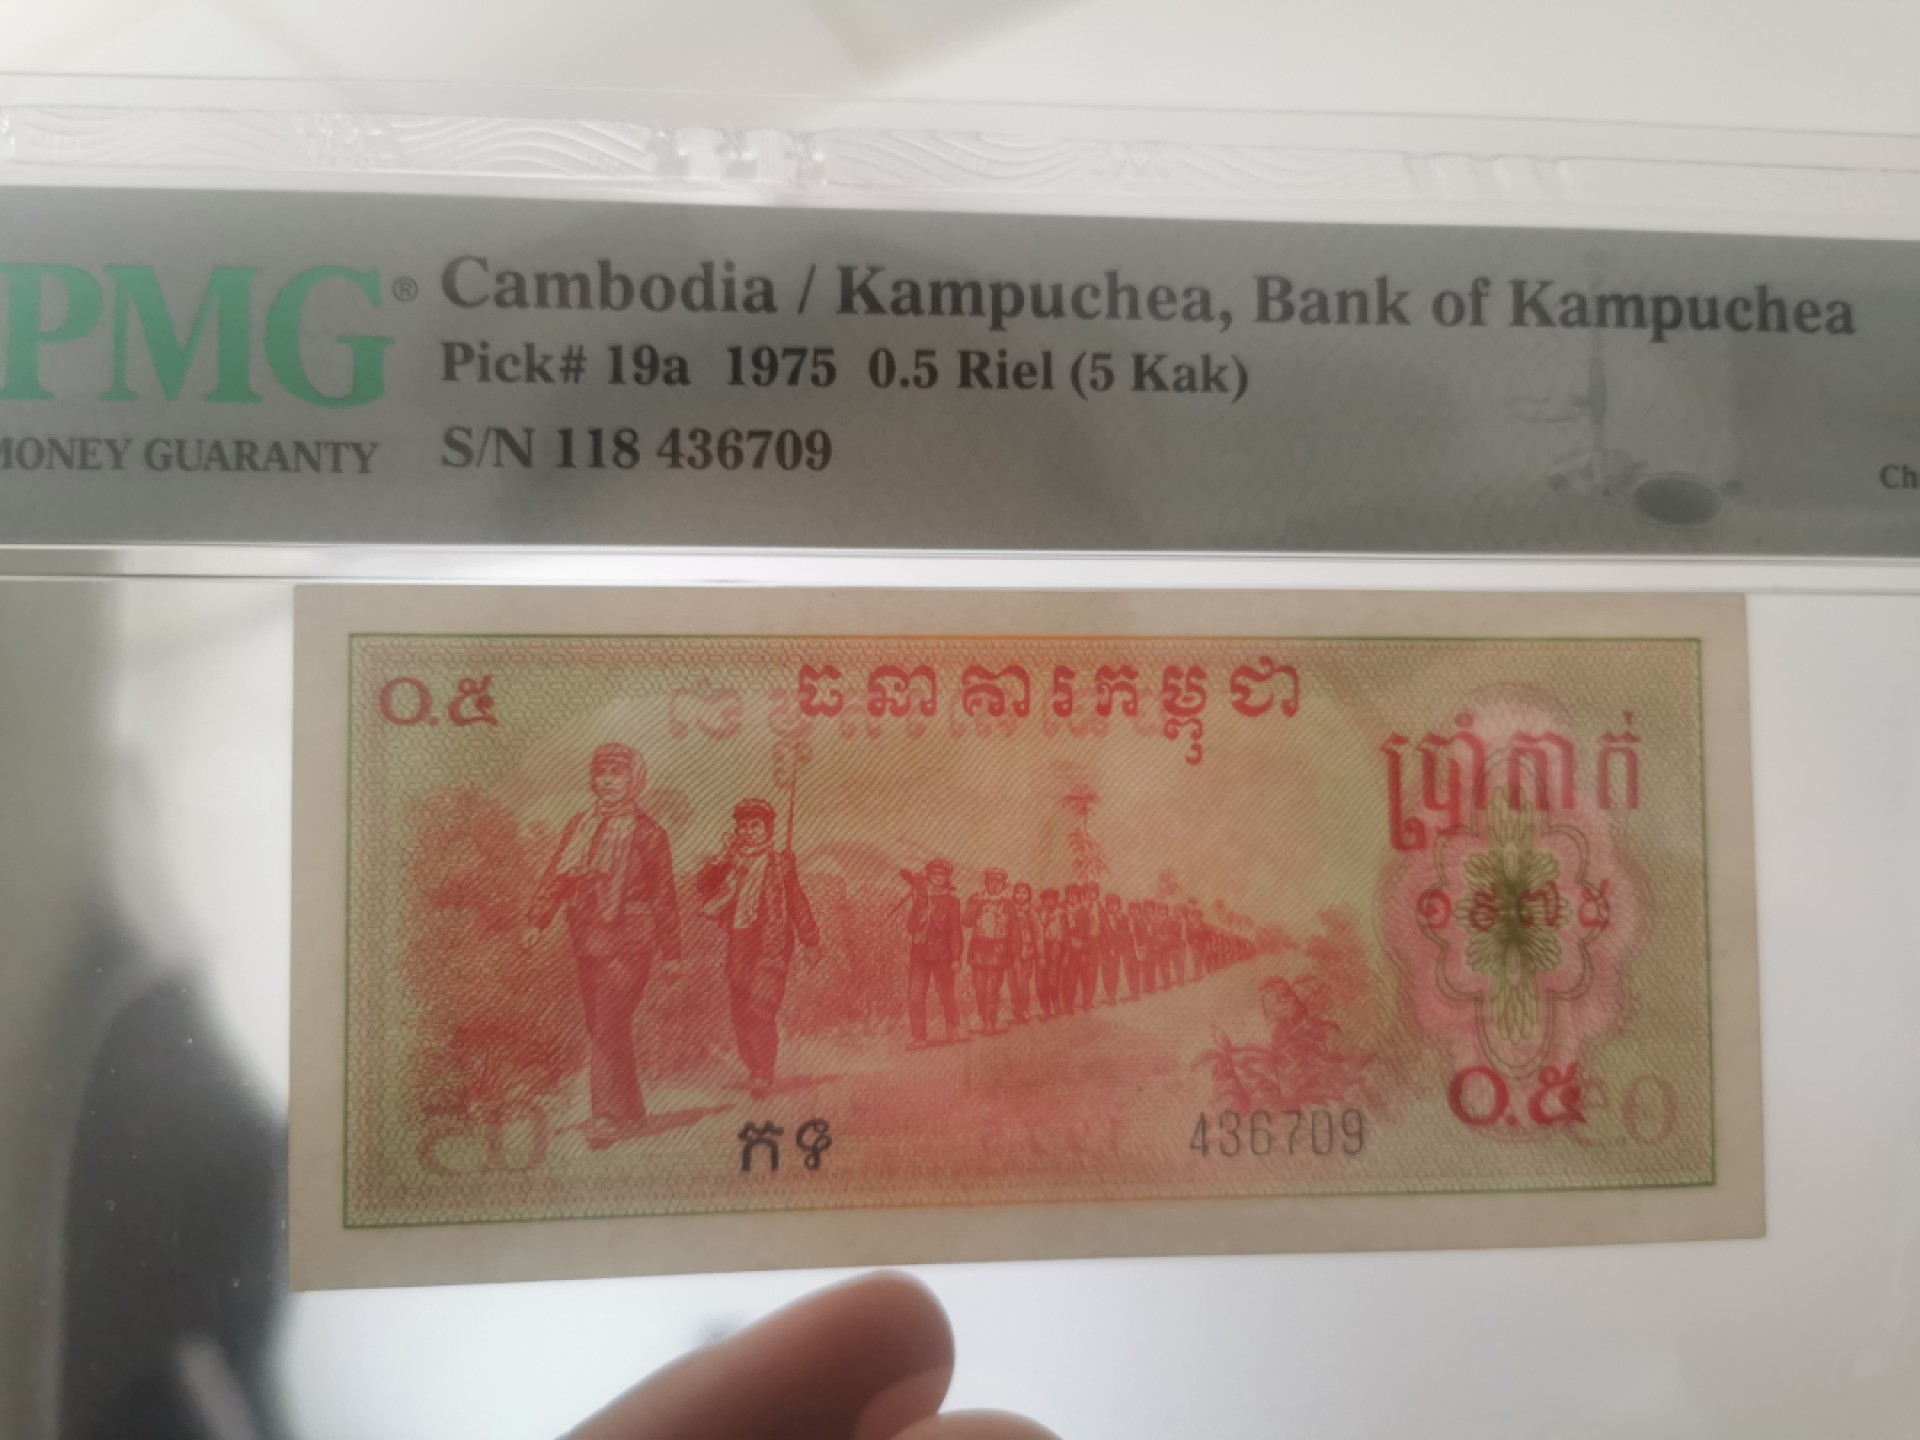 PMG®
MONEY GUARANTY
Cambodia / Kampuchea, Bank of Kampuchea
Pick# 19a 1975 0.5 Riel (5 Kak)
S/N 118 436709
០.៥
ធនាគារកម្ពុជា
ប្រាំកាក់
១៩៧៥
០.៥
កទ
436709